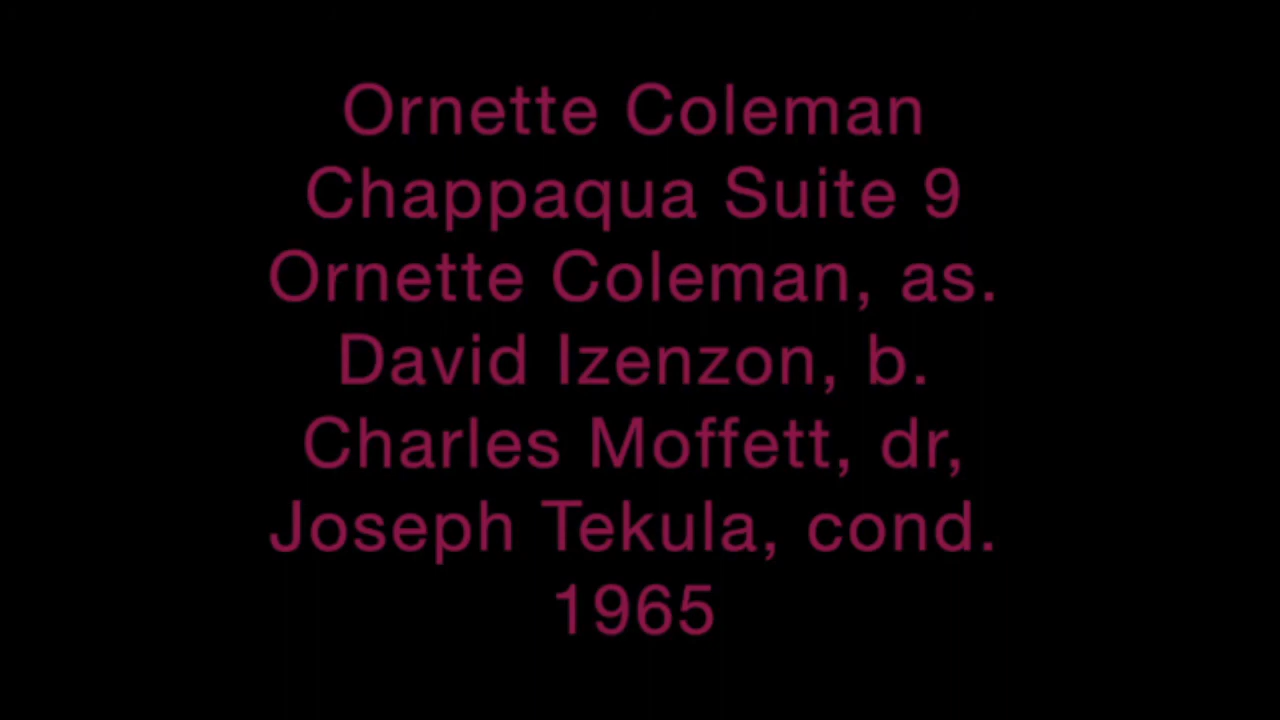 Ornette Coleman
Chappaqua Suite 9
Ornette Coleman, as.
David Izenzon, b.
Charles Moffett, dr,
Joseph Tekula, cond.
1965